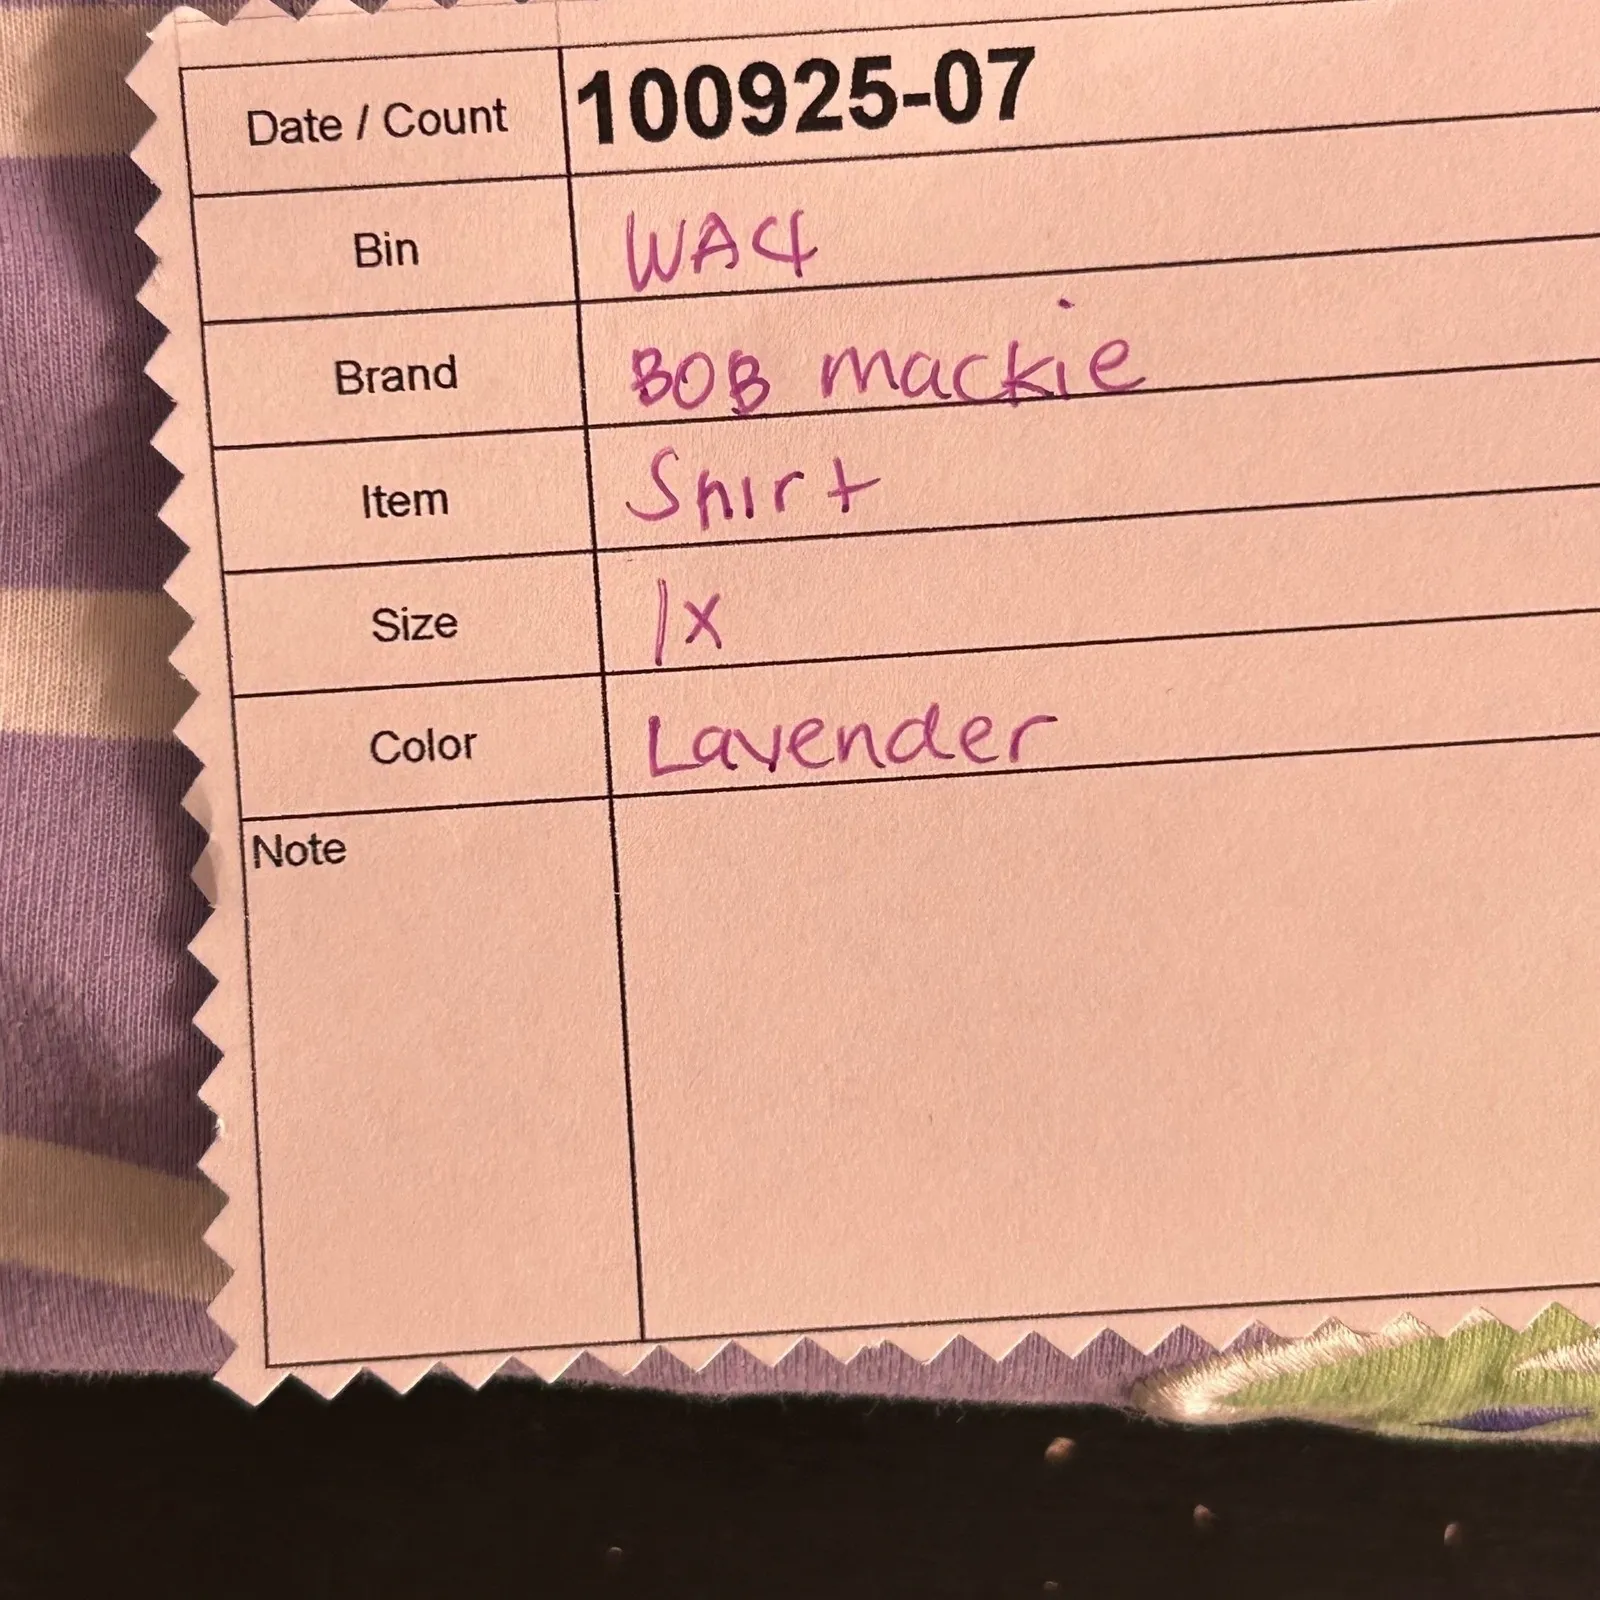 Date / Count 100925-07
Bin WA4
Brand BOB mackie
Item Shirt
Size 1X
Color Lavender
Note